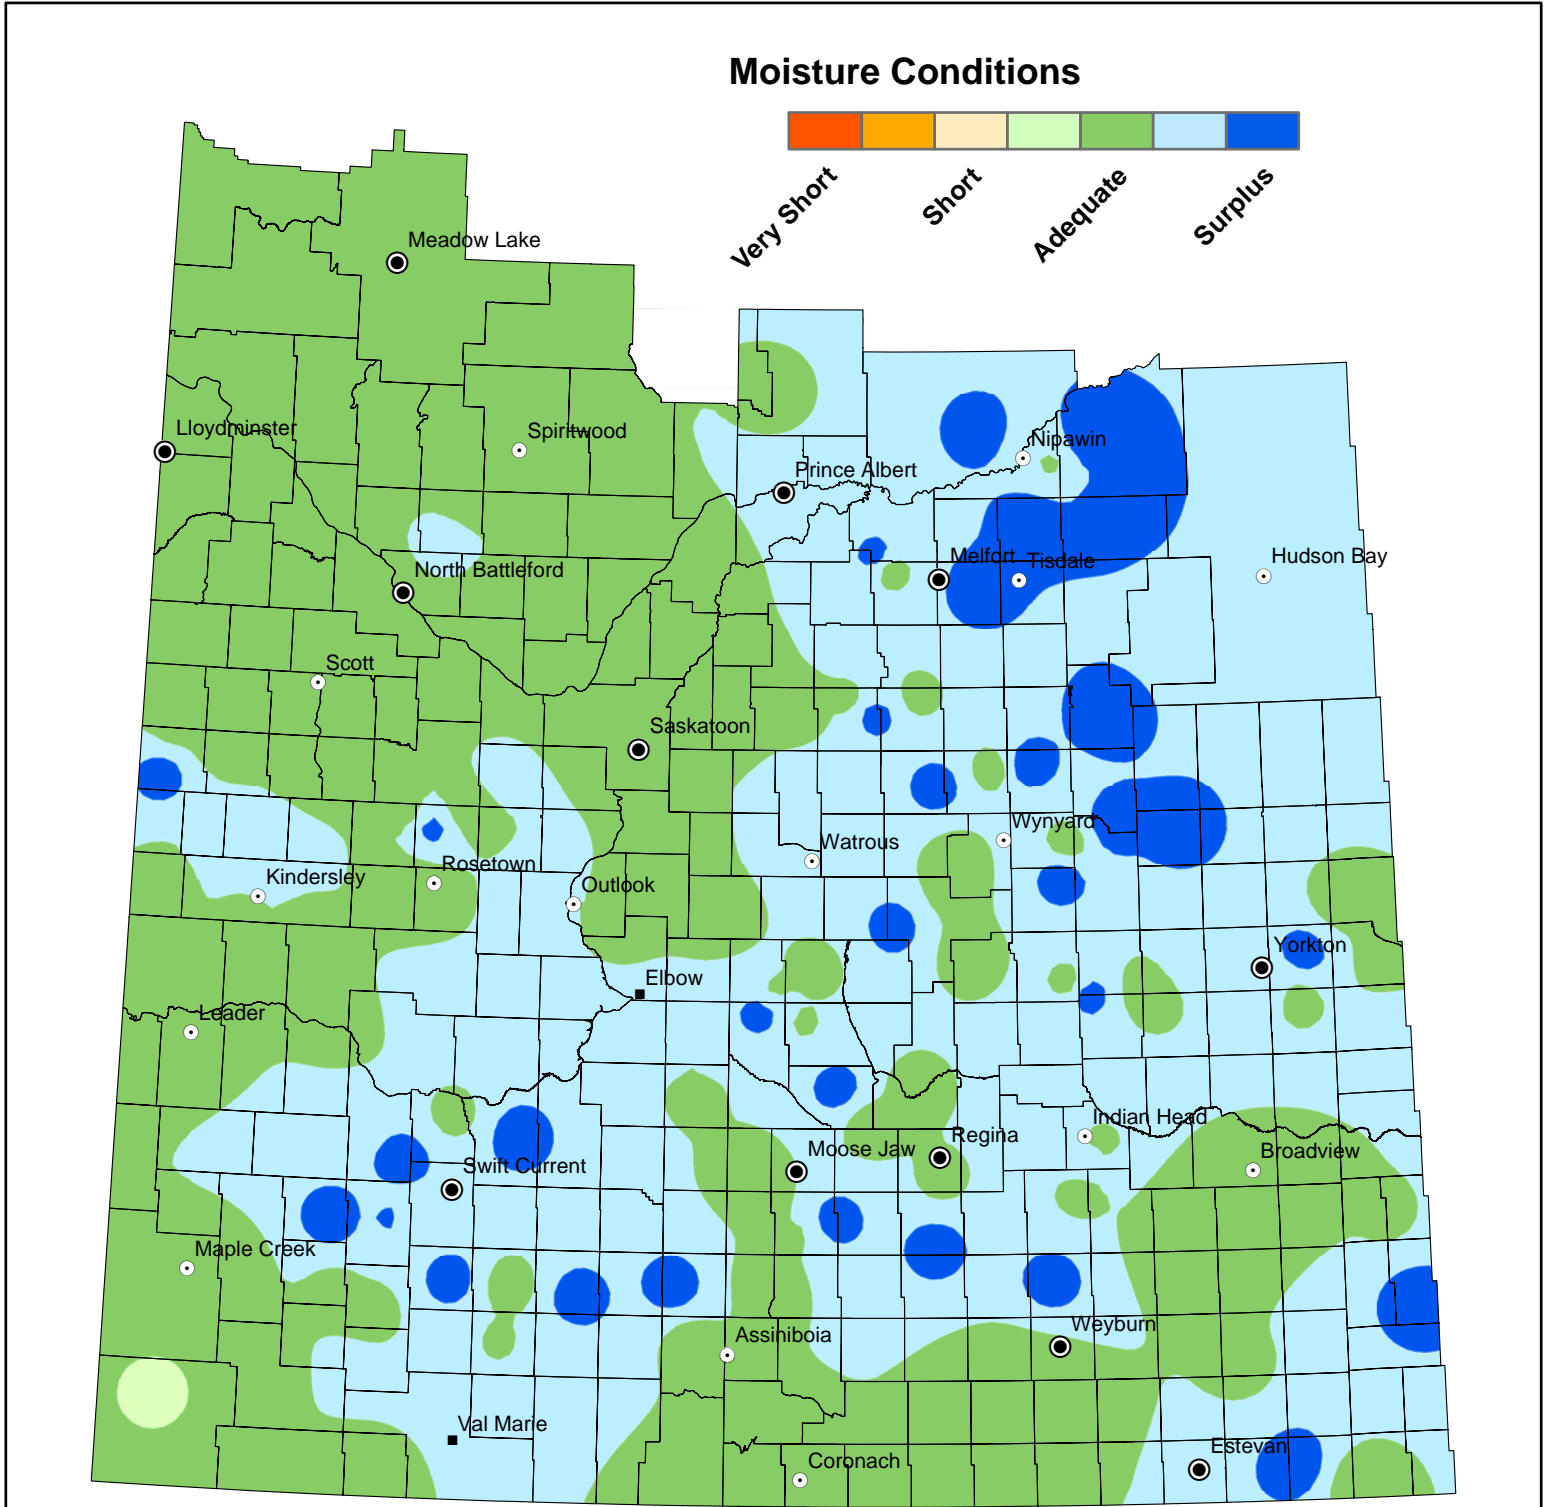 Moisture Conditions
Very Short
Short
Adequate
Surplus
Meadow Lake
Lloydminster
Spiritwood
Nipawin
Prince Albert
Melfort
Tisdale
Hudson Bay
North Battleford
Scott
Saskatoon
Wynyard
Watrous
Rosetown
Kindersley
Outlook
Yorkton
Elbow
Leader
Indian Head
Regina
Moose Jaw
Broadview
Swift Current
Maple Creek
Weyburn
Assiniboia
Val Marie
Estevan
Coronach